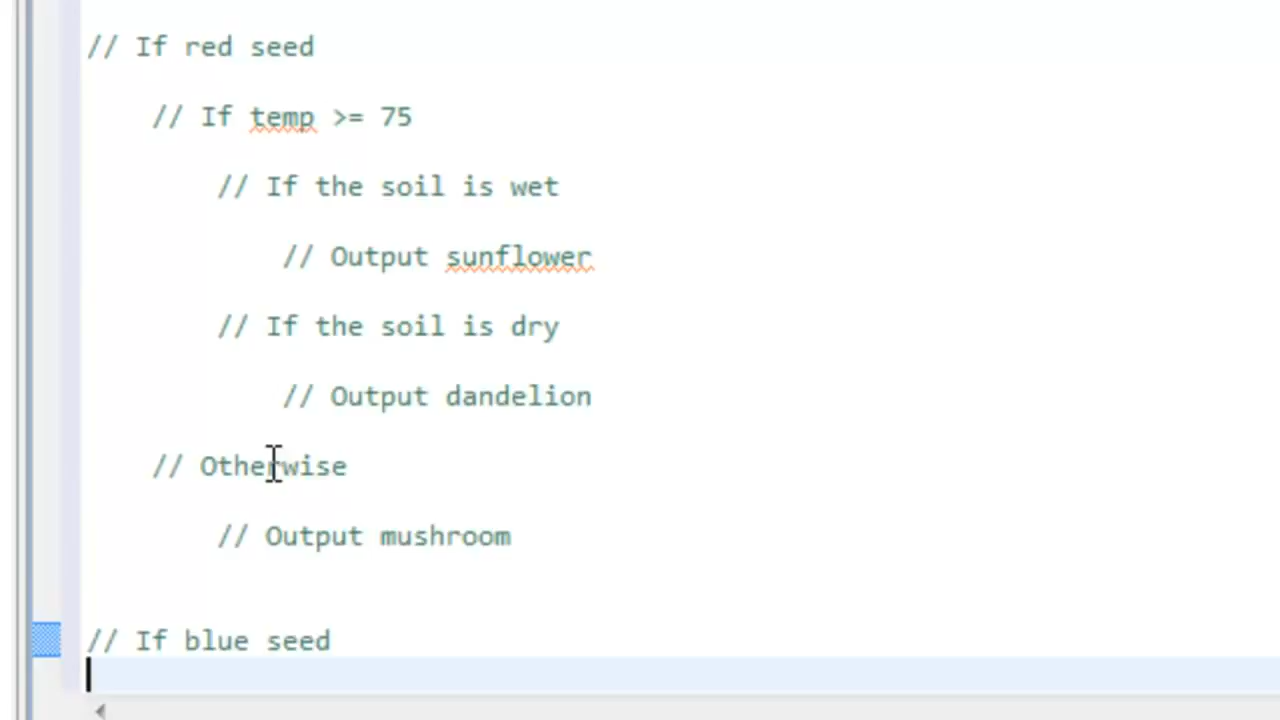 // If red seed
// If temp >= 75
// If the soil is wet
// Output sunflower
// If the soil is dry
// Output dandelion
// Otherwise
// Output mushroom
// If blue seed